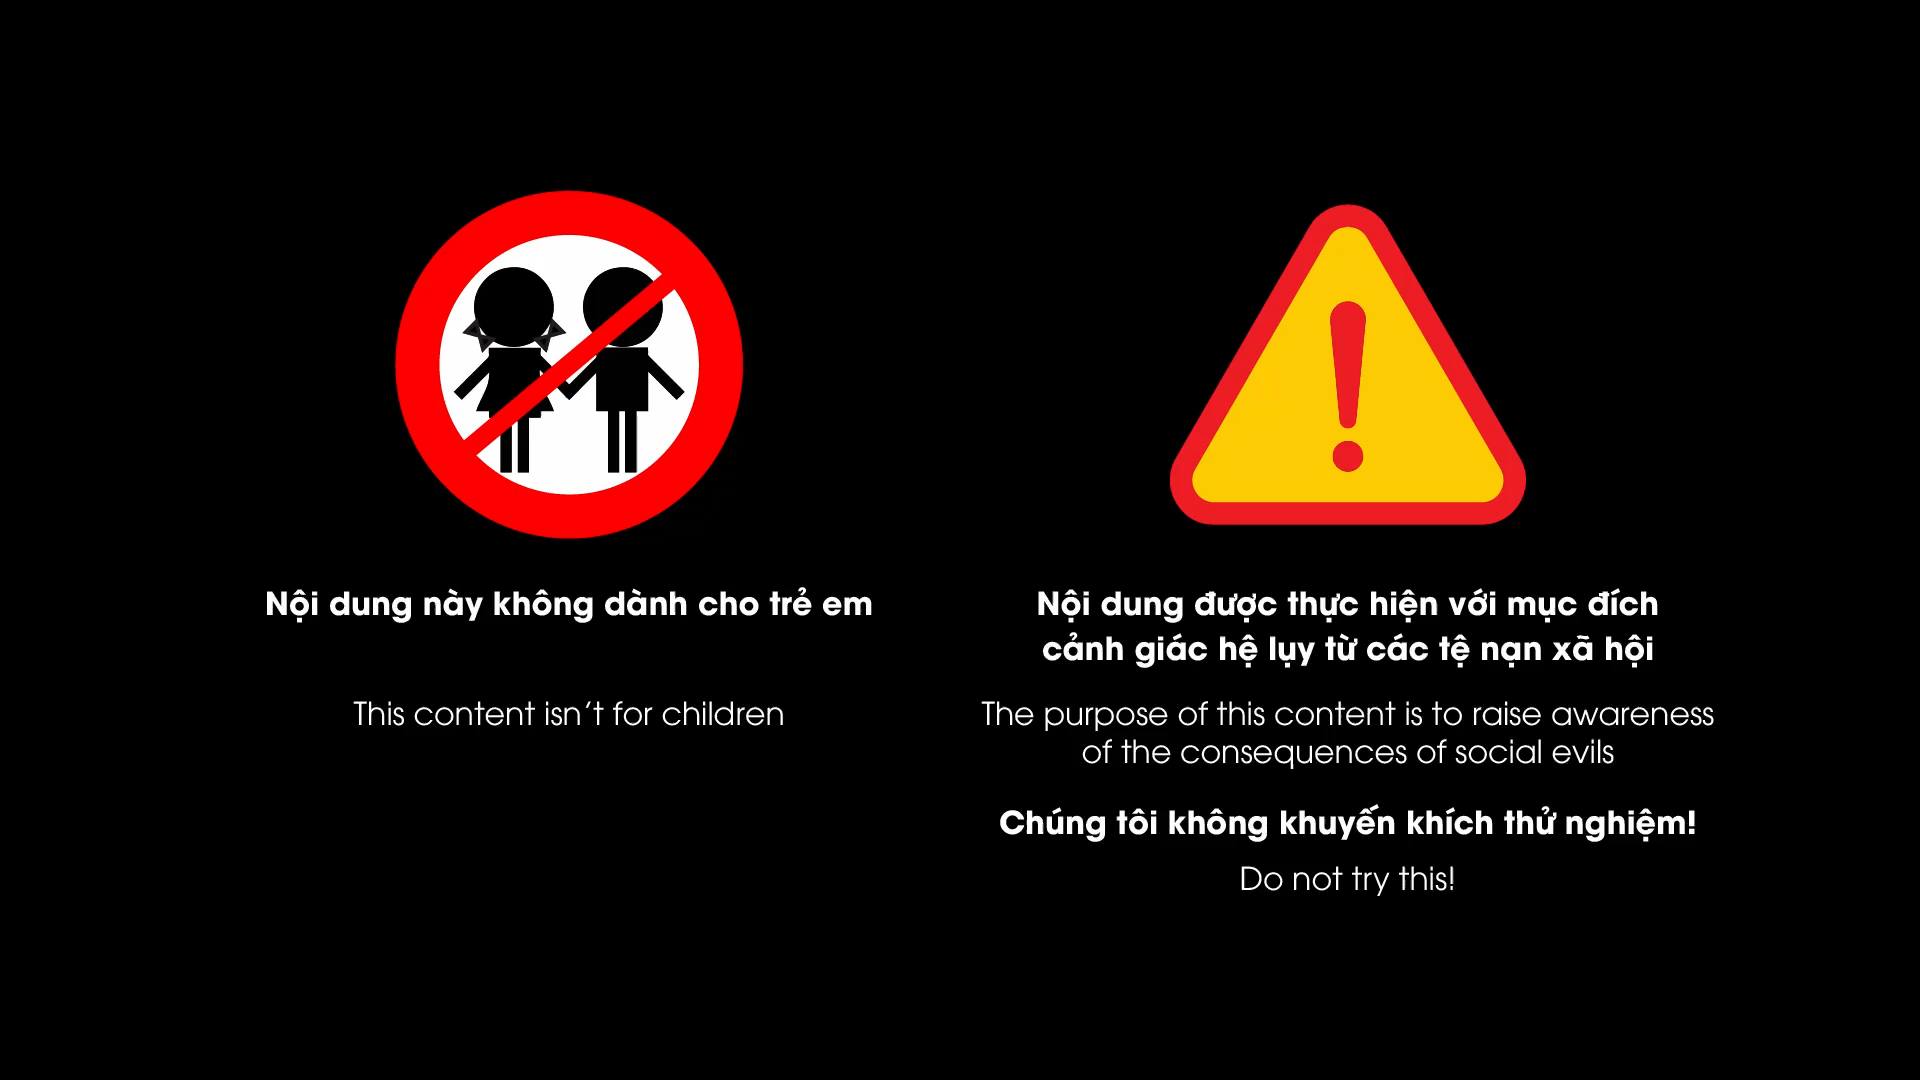 Nội dung này không dành cho trẻ em
This content isn't for children
Nội dung được thực hiện với mục đích
cảnh giác hệ lụy từ các tệ nạn xã hội
The purpose of this content is to raise awareness
of the consequences of social evils
Chúng tôi không khuyến khích thử nghiệm!
Do not try this!